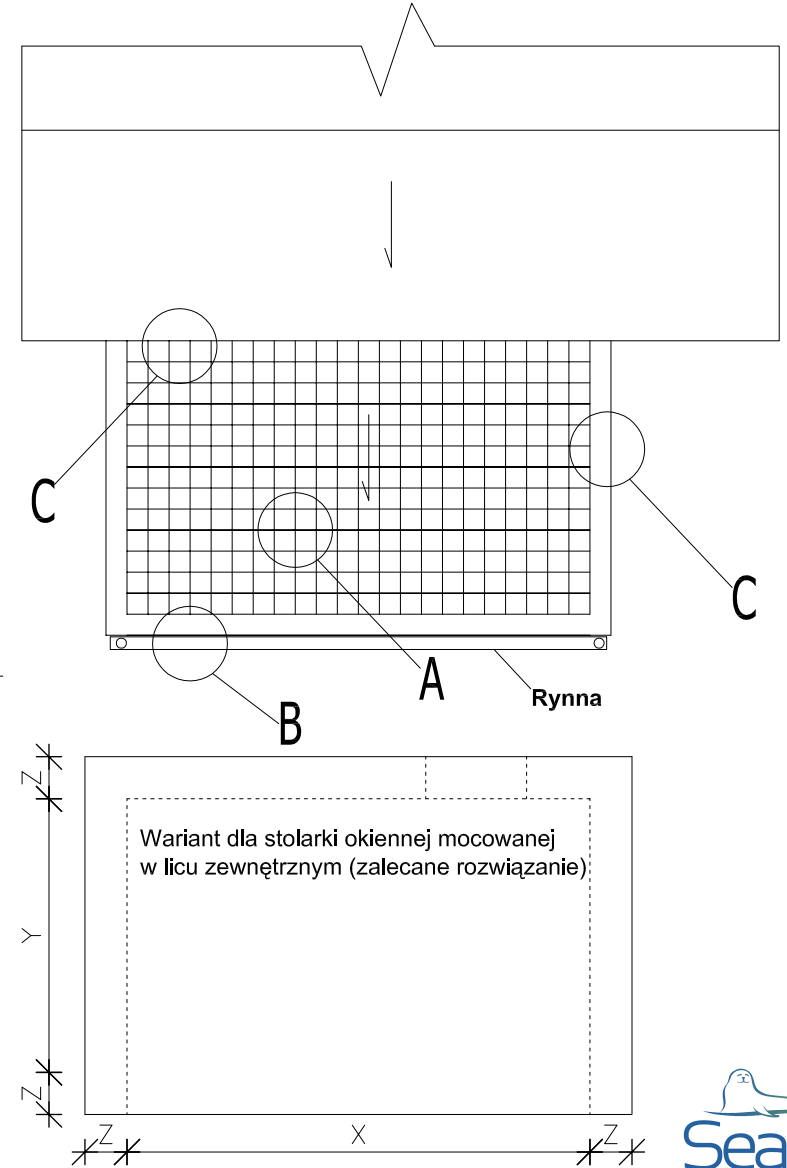 C
C
A
Rynna
B
Z
Wariant dla stolarki okiennej mocowanej
w licu zewnętrznym (zalecane rozwiązanie)
Y
Z
Z X Z
Sea